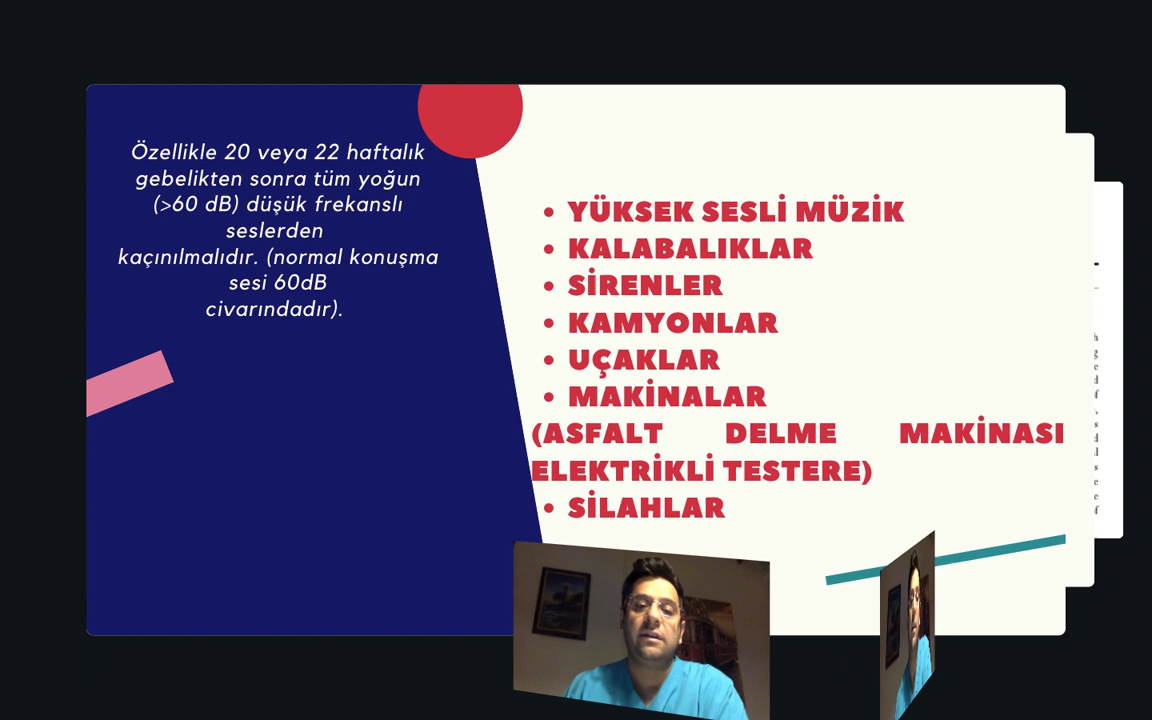 Özellikle 20 veya 22 haftalık
gebelikten sonra tüm yoğun
(>60 dB) düşük frekanslı
seslerden
kaçınılmalıdır. (normal konuşma
sesi 60dB
civarındadır).
• YÜKSEK SESLİ MÜZİK
• KALABALIKLAR
• SİRENLER
• KAMYONLAR
• UÇAKLAR
• MAKİNALAR
(ASFALT DELME MAKİNASI
ELEKTRİKLİ TESTERE)
• SİLAHLAR